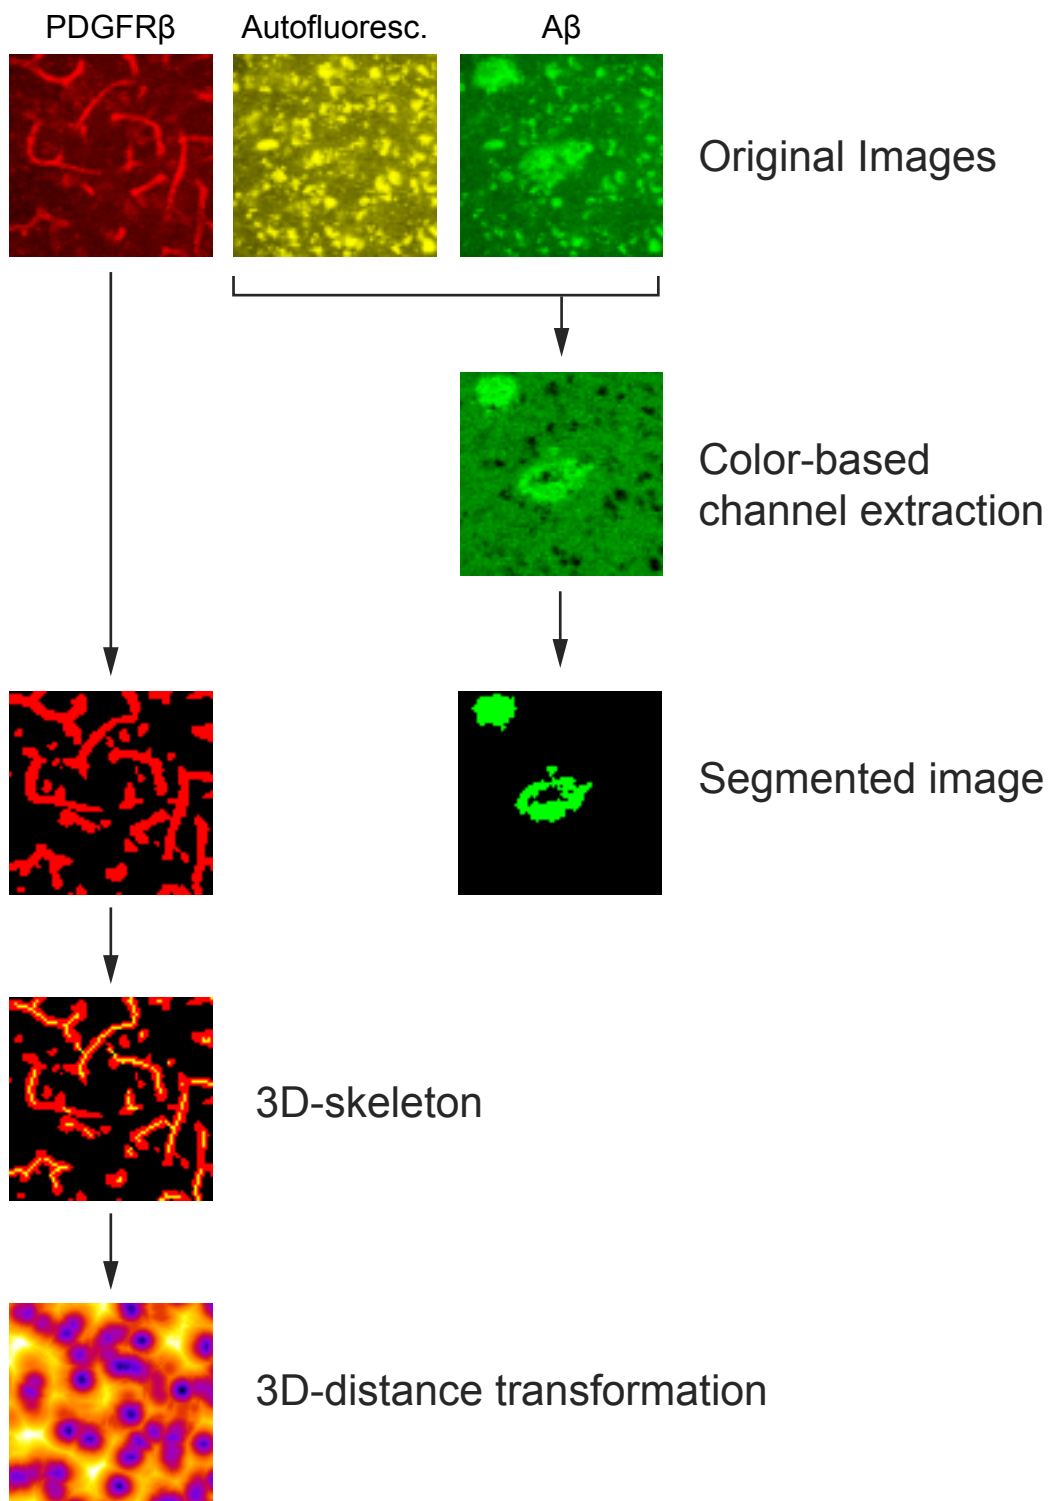 PDGFRβ Autofluoresc. Aβ
Original Images
Color-based
channel extraction
Segmented image
3D-skeleton
3D-distance transformation